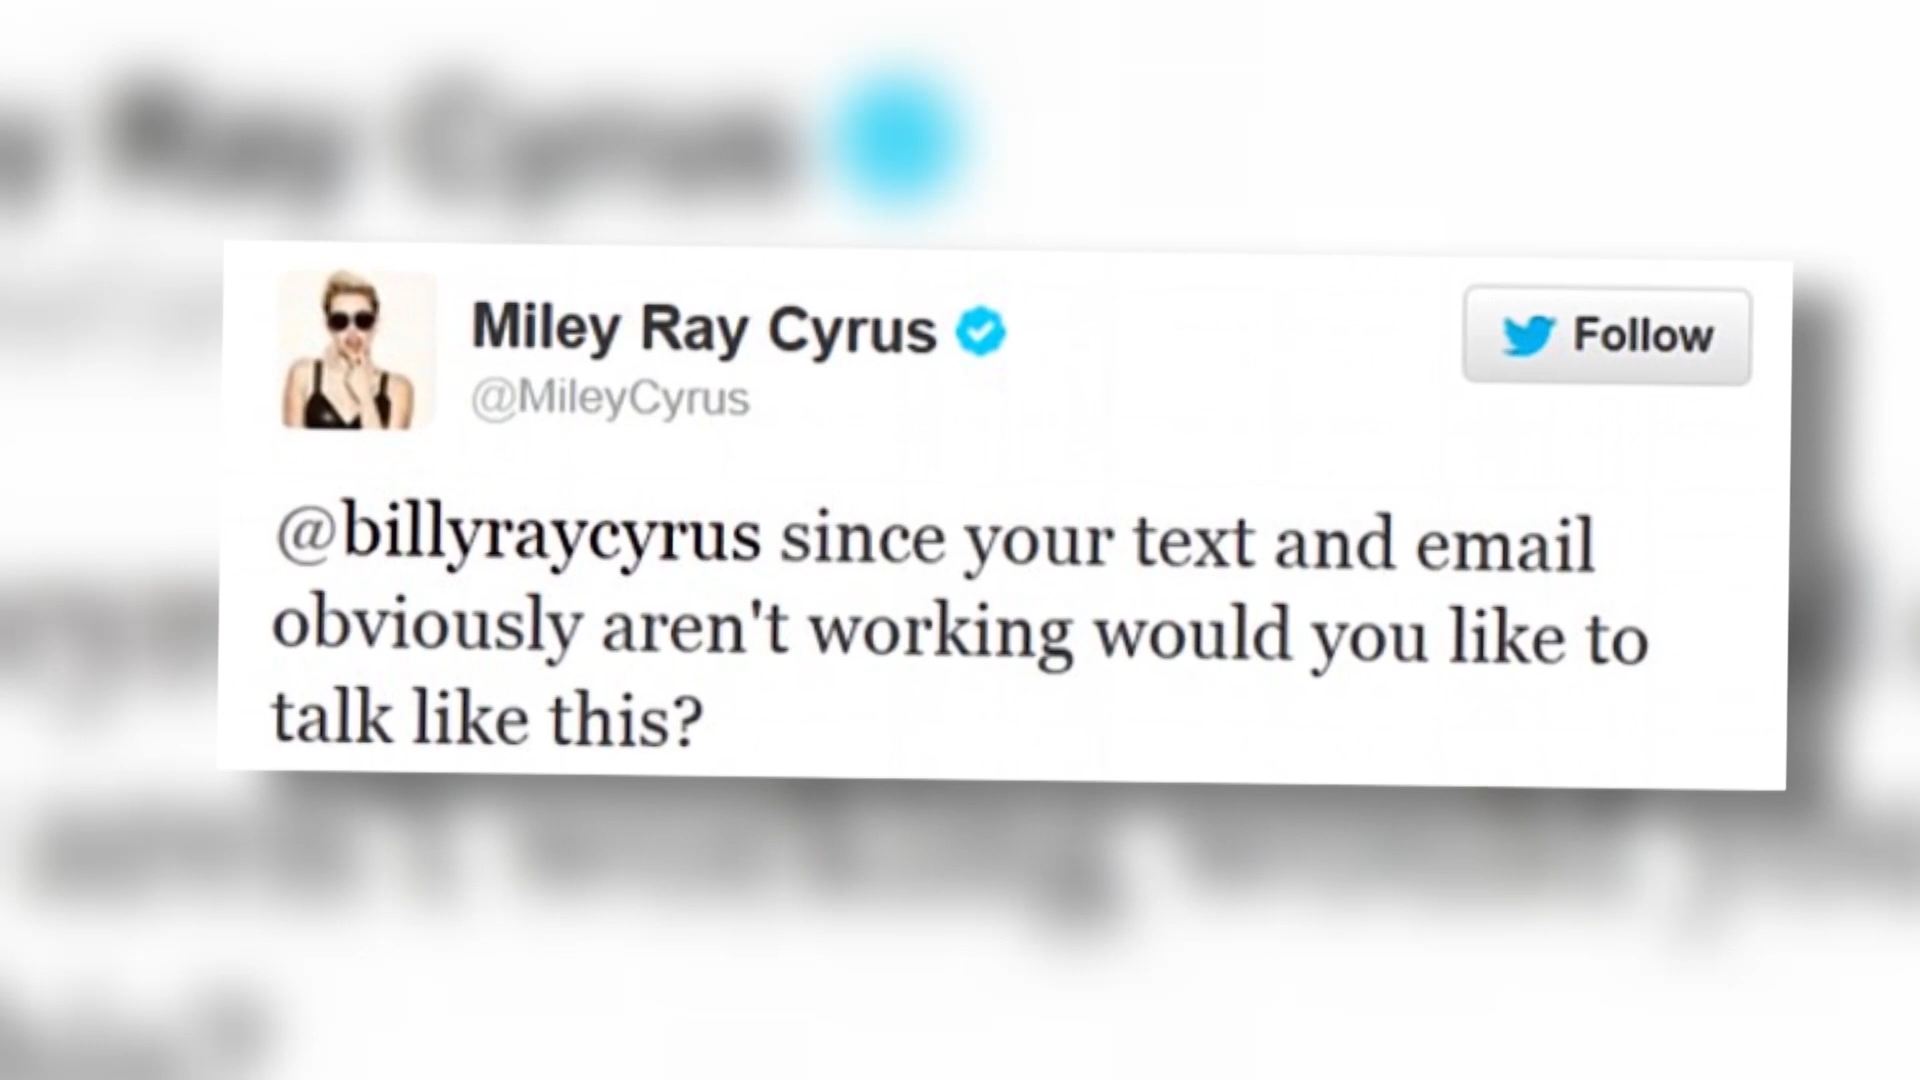 Miley Ray Cyrus
@MileyCyrus
Follow
@billyraycyrus since your text and email
obviously aren't working would you like to
talk like this?